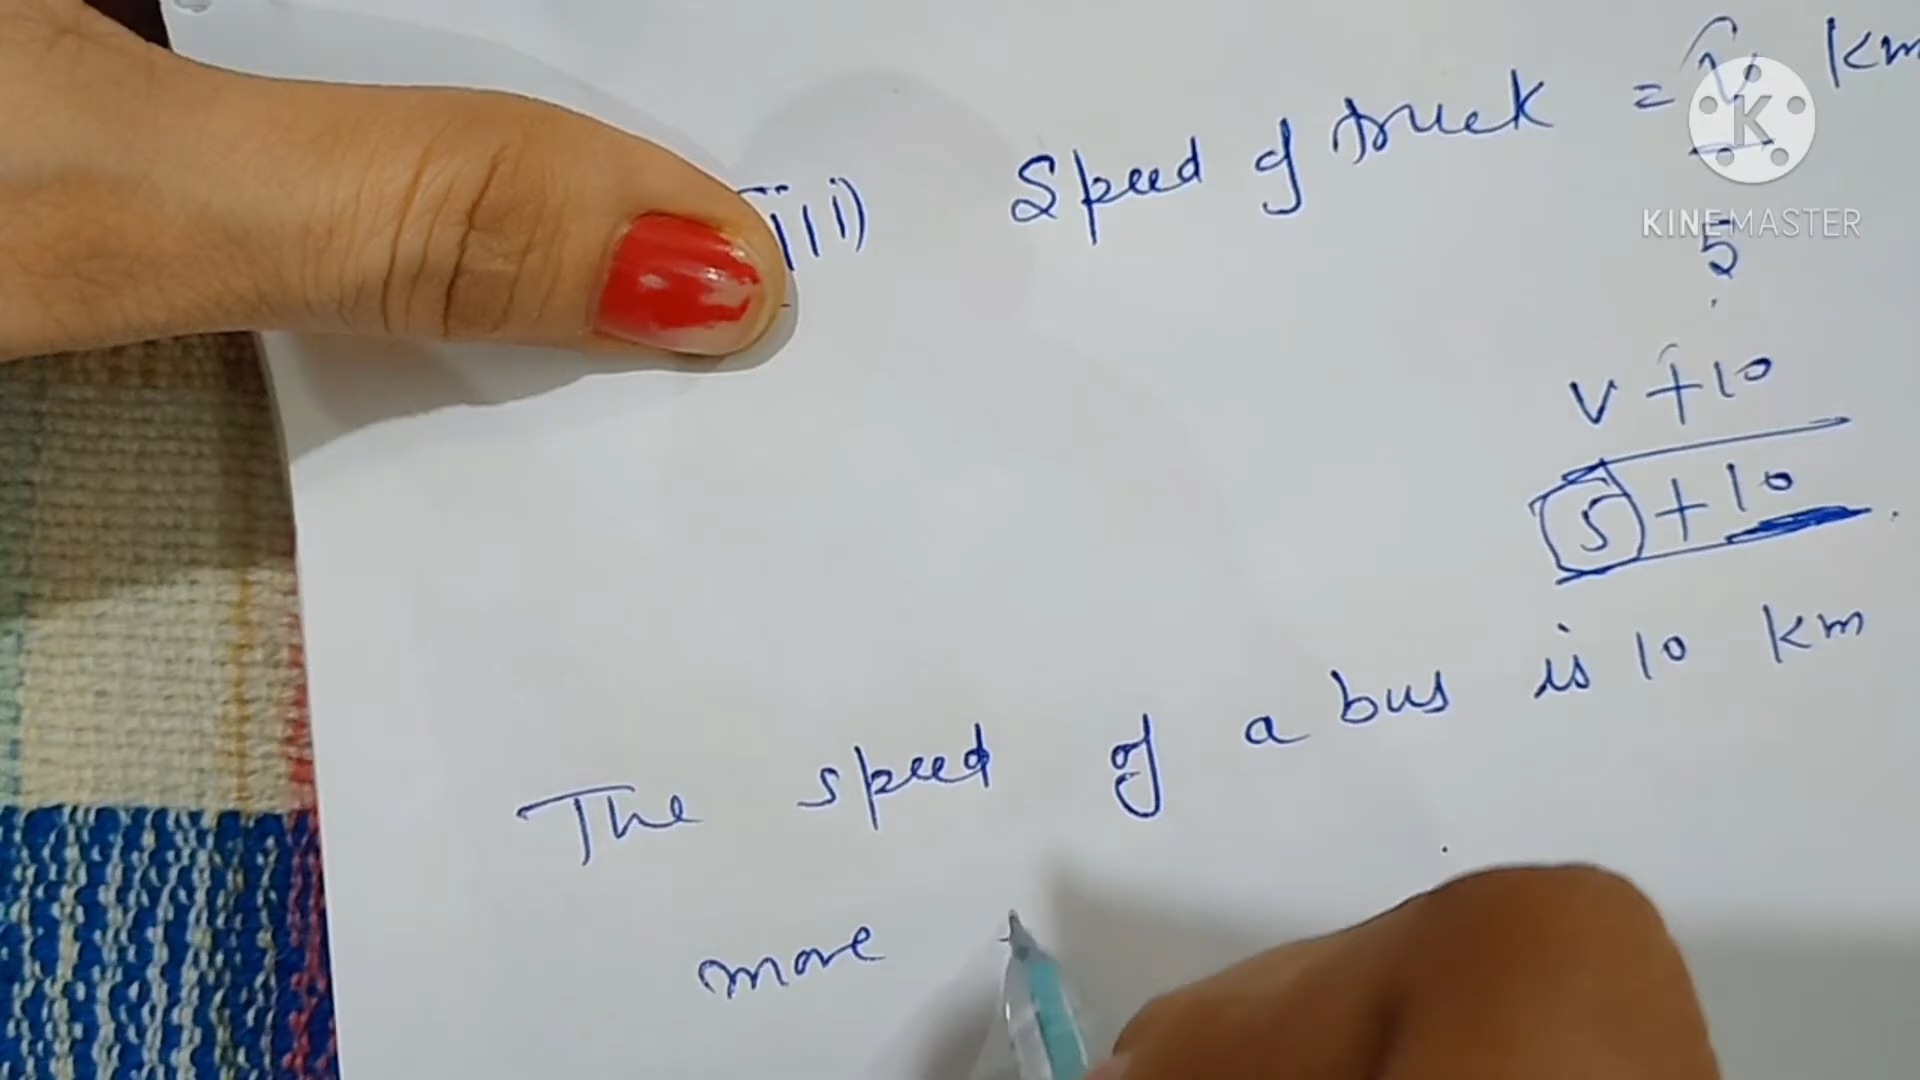 iii) Speed of truck = v km
K
KINEMASTER
5
v + 10
5 + 10
The speed of a bus is 10 km
more